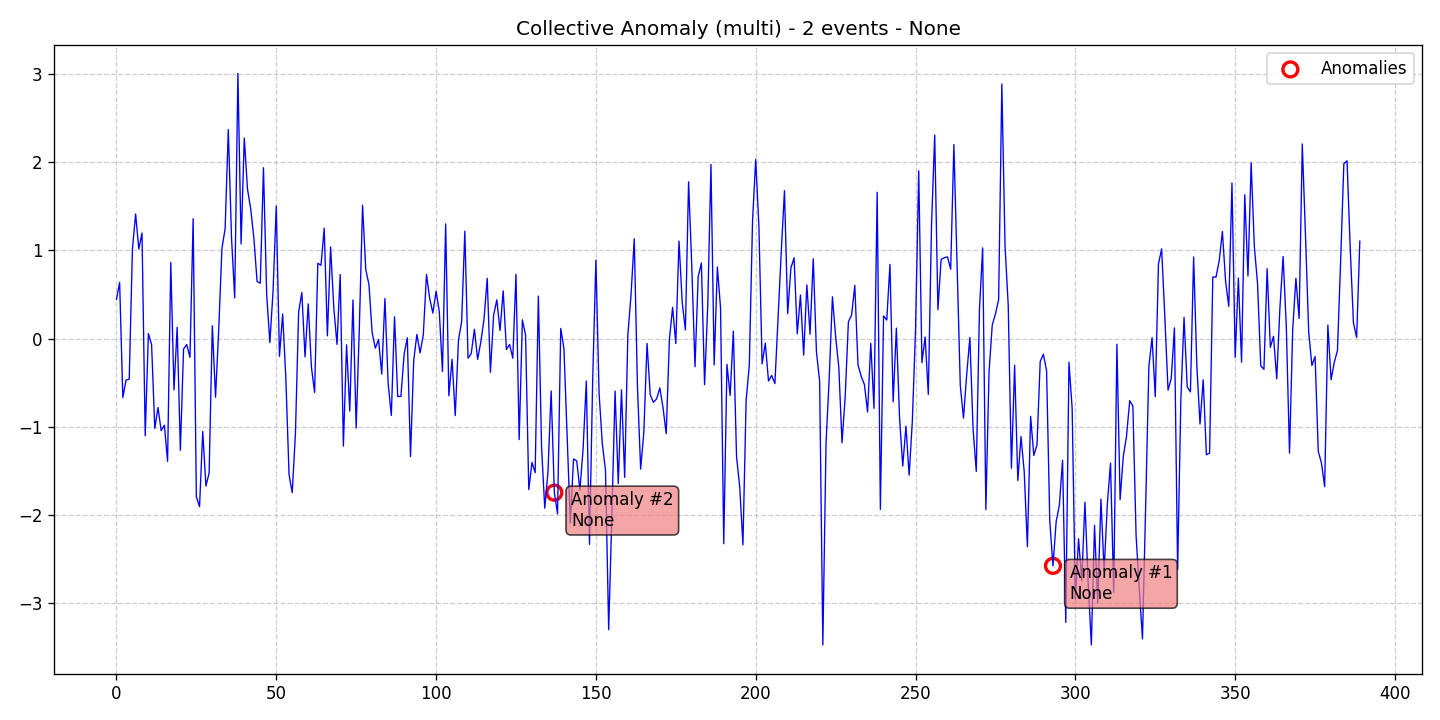 Collective Anomaly (multi) - 2 events - None
Anomalies
3
2
1
0
−1
−2
−3
Anomaly #2
None
Anomaly #1
None
0 50 100 150 200 250 300 350 400